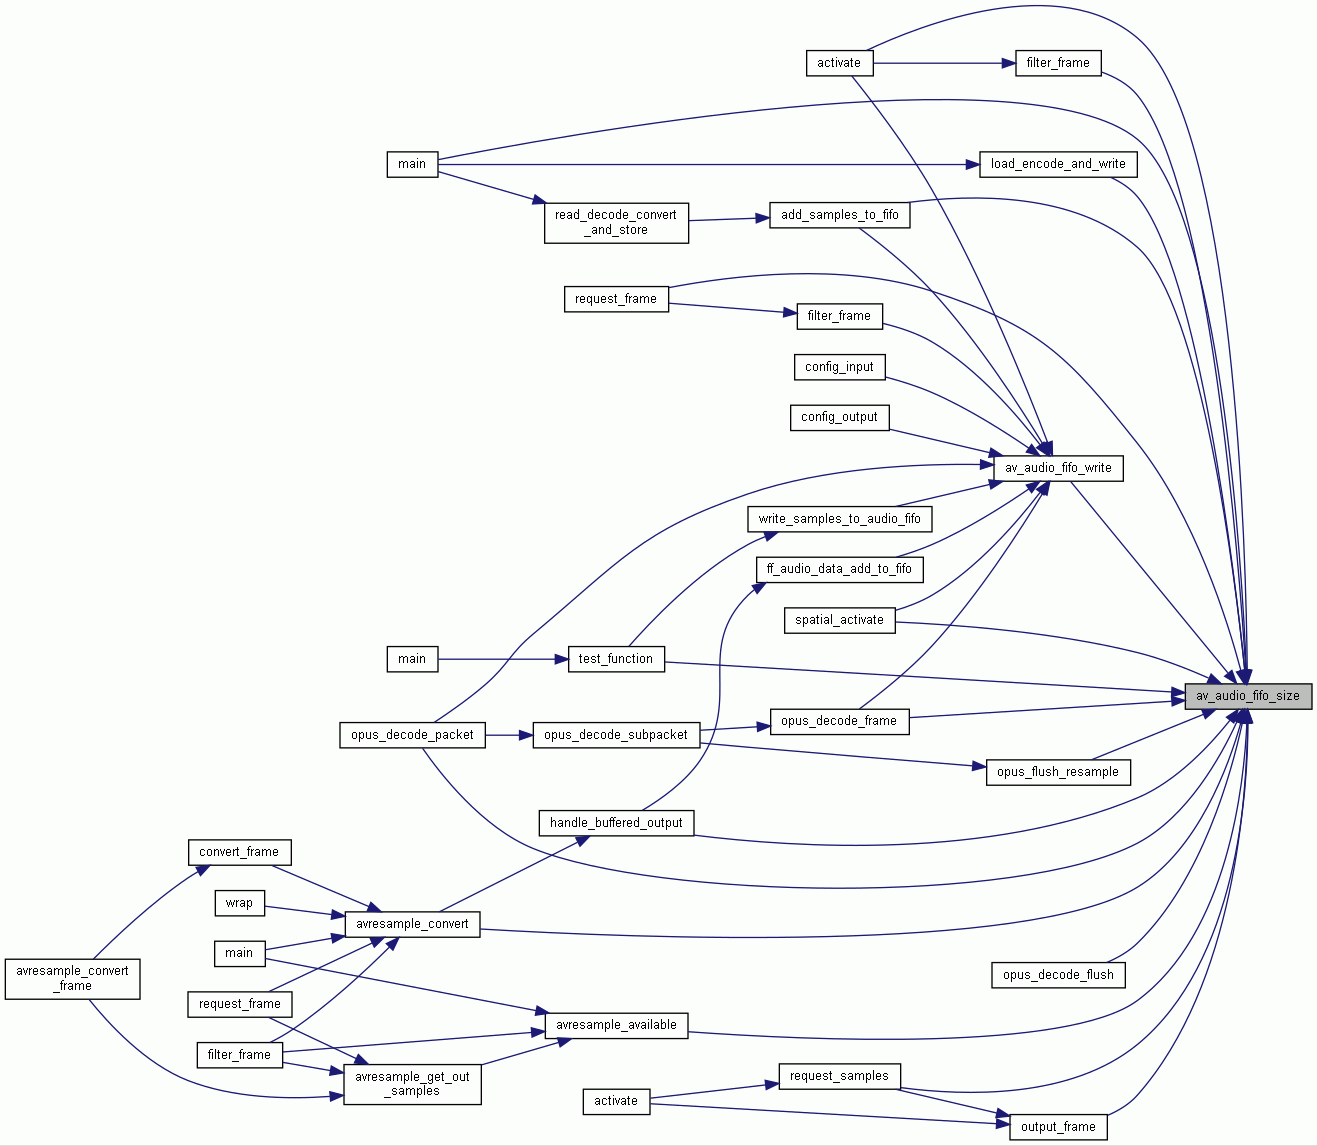 activate
filter_frame
main
load_encode_and_write
read_decode_convert
_and_store
add_samples_to_fifo
request_frame
filter_frame
config_input
config_output
av_audio_fifo_write
write_samples_to_audio_fifo
ff_audio_data_add_to_fifo
spatial_activate
main
test_function
av_audio_fifo_size
opus_decode_packet
opus_decode_subpacket
opus_decode_frame
opus_flush_resample
handle_buffered_output
convert_frame
wrap
avresample_convert
main
avresample_convert
_frame
opus_decode_flush
request_frame
avresample_available
filter_frame
avresample_get_out
_samples
request_samples
activate
output_frame